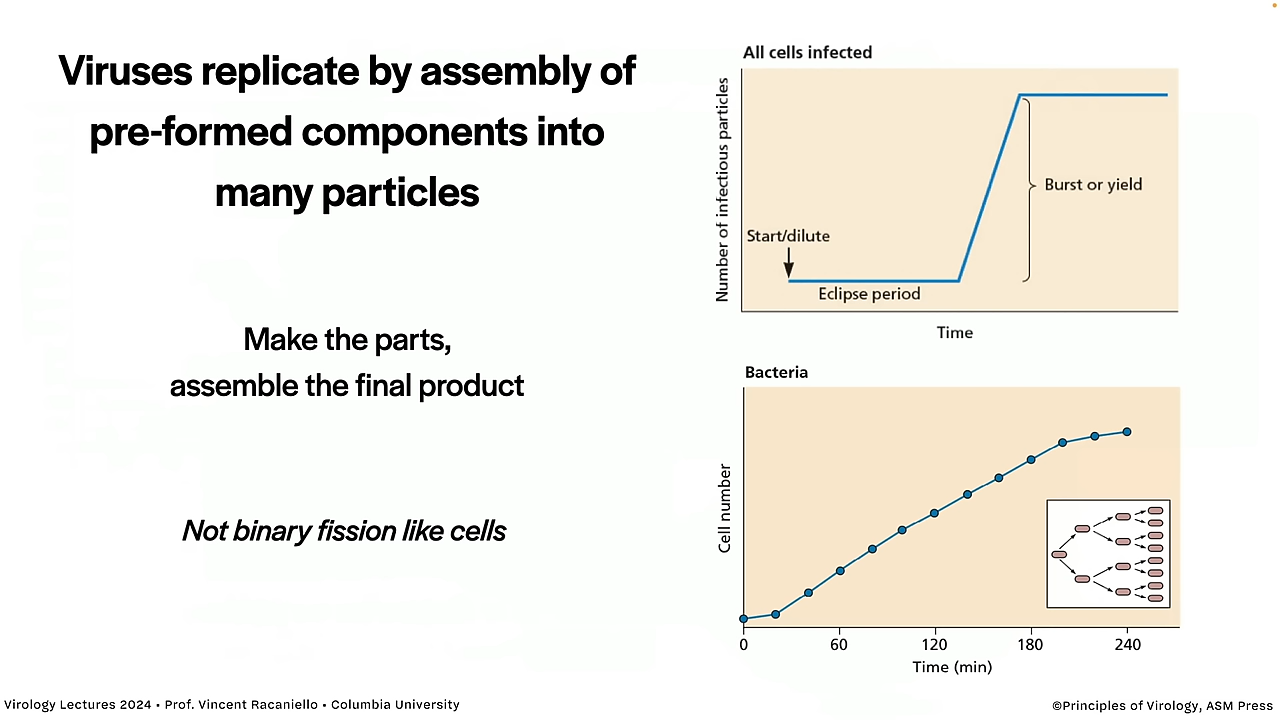 Viruses replicate by assembly of
pre-formed components into
many particles
Make the parts,
assemble the final product
Not binary fission like cells
All cells infected
Number of infectious particles
Start/dilute
Eclipse period
Burst or yield
Time
Bacteria
Cell number
0 60 120 180 240
Time (min)
Virology Lectures 2024 • Prof. Vincent Racaniello • Columbia University
©Principles of Virology, ASM Press